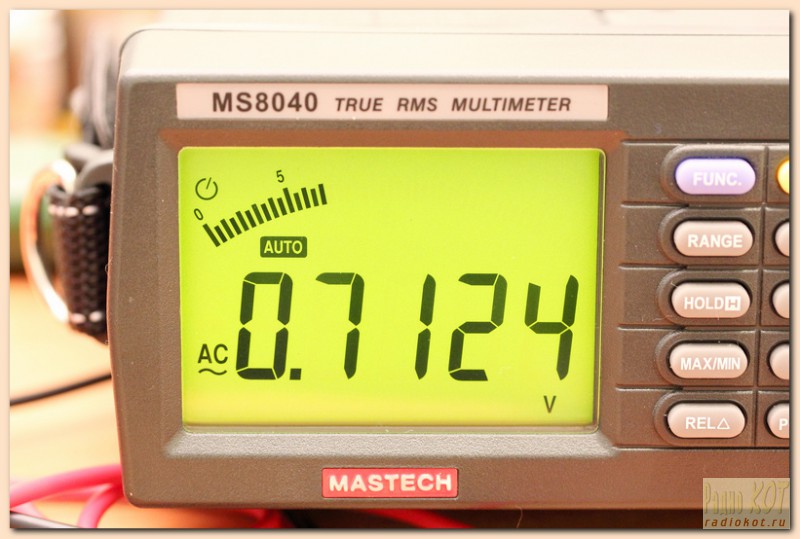 MS8040 TRUE RMS MULTIMETER
5
0
AUTO
0.7124
AC
V
FUNC.
RANGE
HOLD H
MAX/MIN
REL△
P
MASTECH
Радио КОТ
radiokot.ru